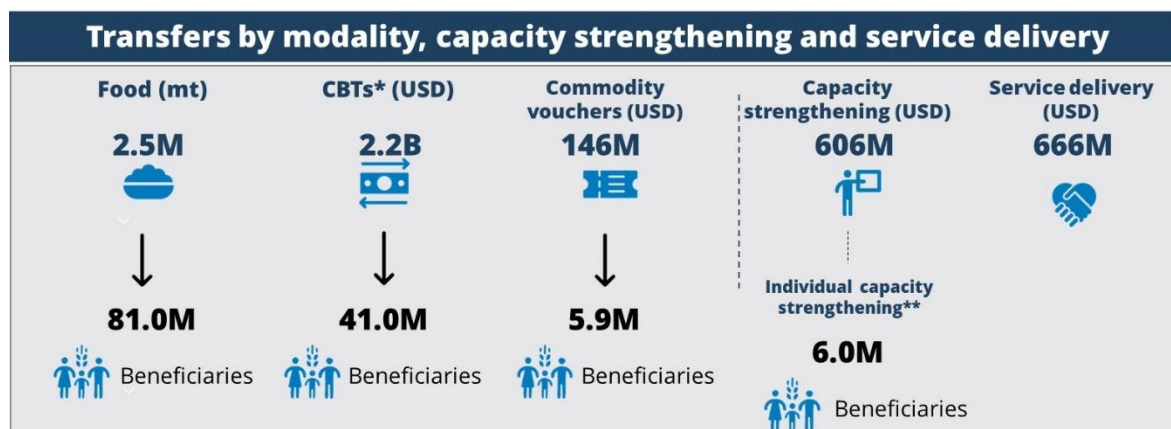 Transfers by modality, capacity strengthening and service delivery
Food (mt)
2.5M
81.0M
Beneficiaries
CBTs* (USD)
2.2B
41.0M
Beneficiaries
Commodity
vouchers (USD)
146M
5.9M
Beneficiaries
Capacity
strengthening (USD)
606M
Individual capacity
strengthening**
6.0M
Beneficiaries
Service delivery
(USD)
666M